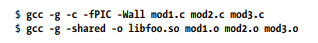 $ gcc -g -c -fPIC -Wall mod1.c mod2.c mod3.c
$ gcc -g -shared -o libfoo.so mod1.o mod2.o mod3.o